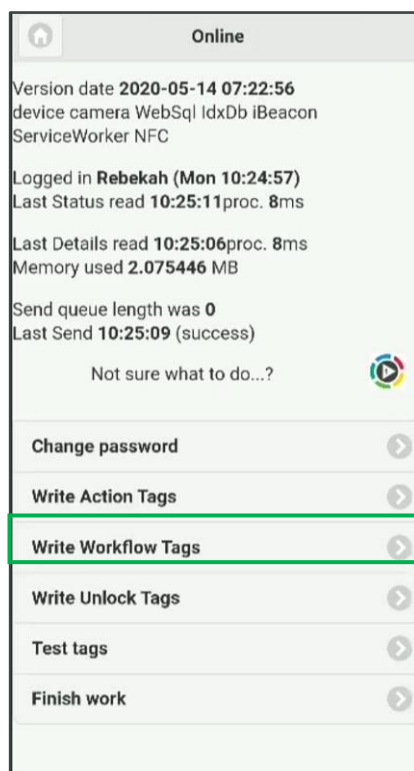 Online
Version date 2020-05-14 07:22:56
device camera WebSql IdxDb iBeacon
ServiceWorker NFC
Logged in Rebekah (Mon 10:24:57)
Last Status read 10:25:11proc. 8ms
Last Details read 10:25:06proc. 8ms
Memory used 2.075446 MB
Send queue length was 0
Last Send 10:25:09 (success)
Not sure what to do...?
Change password
Write Action Tags
Write Workflow Tags
Write Unlock Tags
Test tags
Finish work